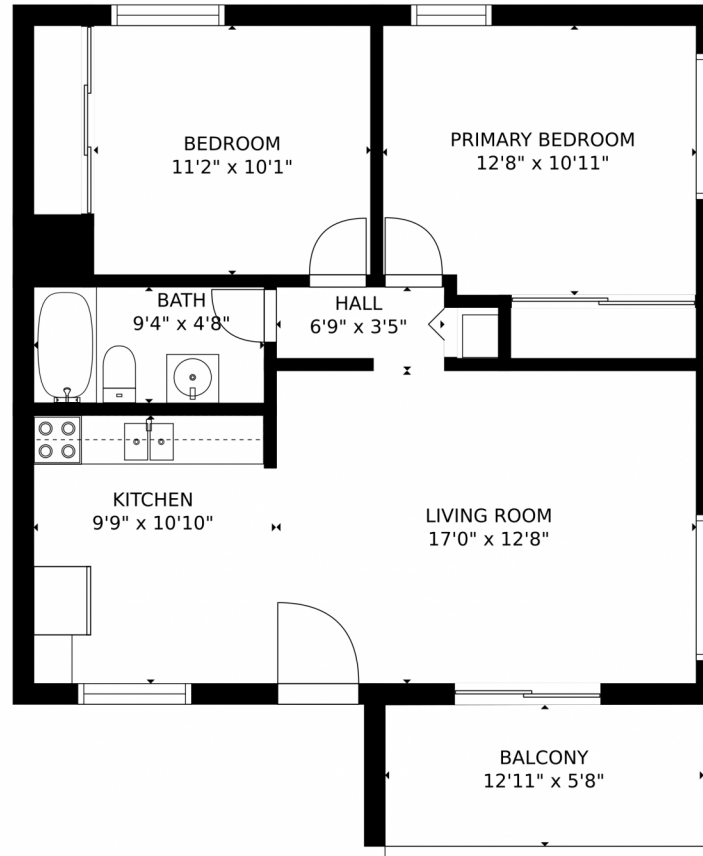 BEDROOM
11'2" x 10'1"
PRIMARY BEDROOM
12'8" x 10'11"
BATH
9'4" x 4'8"
HALL
6'9" x 3'5"
KITCHEN
9'9" x 10'10"
LIVING ROOM
17'0" x 12'8"
BALCONY
12'11" x 5'8"